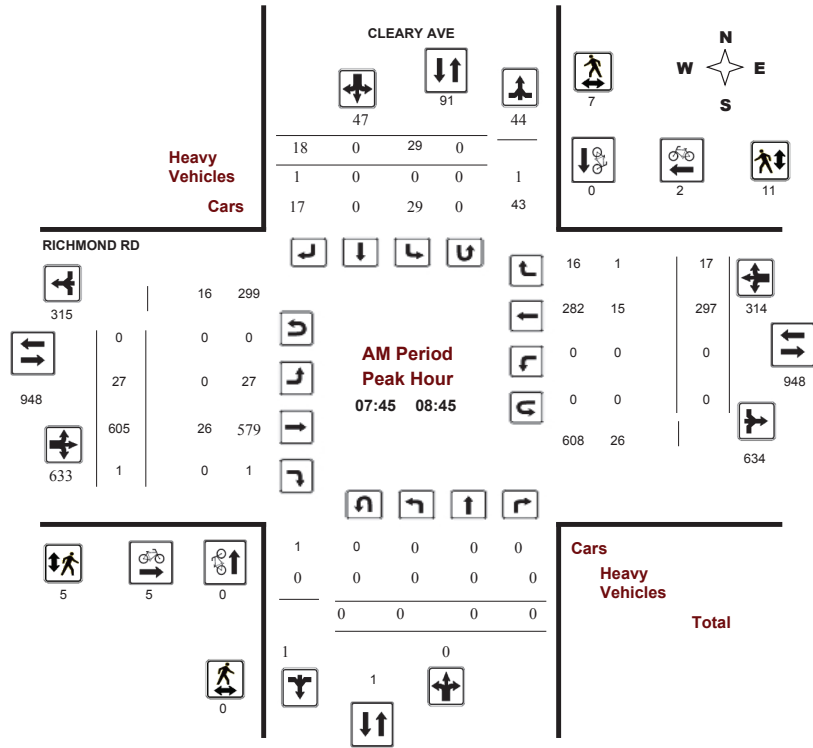 CLEARY AVE
N
W E
S
91
7
47 44
18 0 29 0
Heavy
Vehicles
1 0 0 0 1
Cars
17 0 29 0 43
0 2 11
RICHMOND RD
315
16 299
0 0 0
948
27 0 27
605 26 579
633
1 0 1
AM Period
Peak Hour
07:45 08:45
16 1 17
282 15 297 314
0 0 0
948
0 0 0
608 26
634
1 0 0 0 0
0 0 0 0 0
0 0 0 0
1 0
1
5 5 0
0
Cars
Heavy
Vehicles
Total